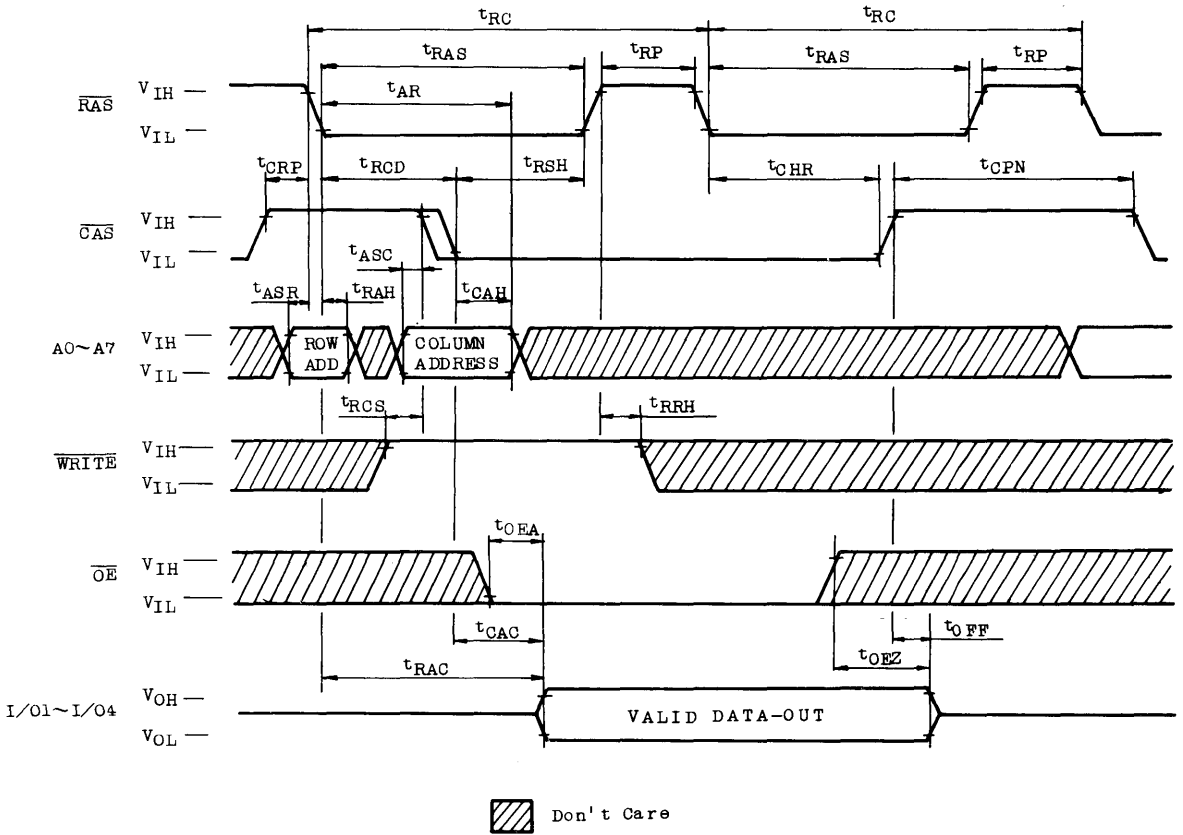 tRC tRC
tRAS tRP tRAS tRP
tAR
RAS VIH
VIL
tCRP tRCD tRSH tCHR tCPN
CAS VIH
VIL
tASC
tASR tRAH tCAH
A0~A7 VIH
VIL
ROW
ADD
COLUMN
ADDRESS
tRCS tRRH
WRITE VIH
VIL
tOEA
OE VIH
VIL
tCAC tOFF
tRAC tOEZ
I/O1~I/O4 VOH
VOL
VALID DATA-OUT
Don't Care